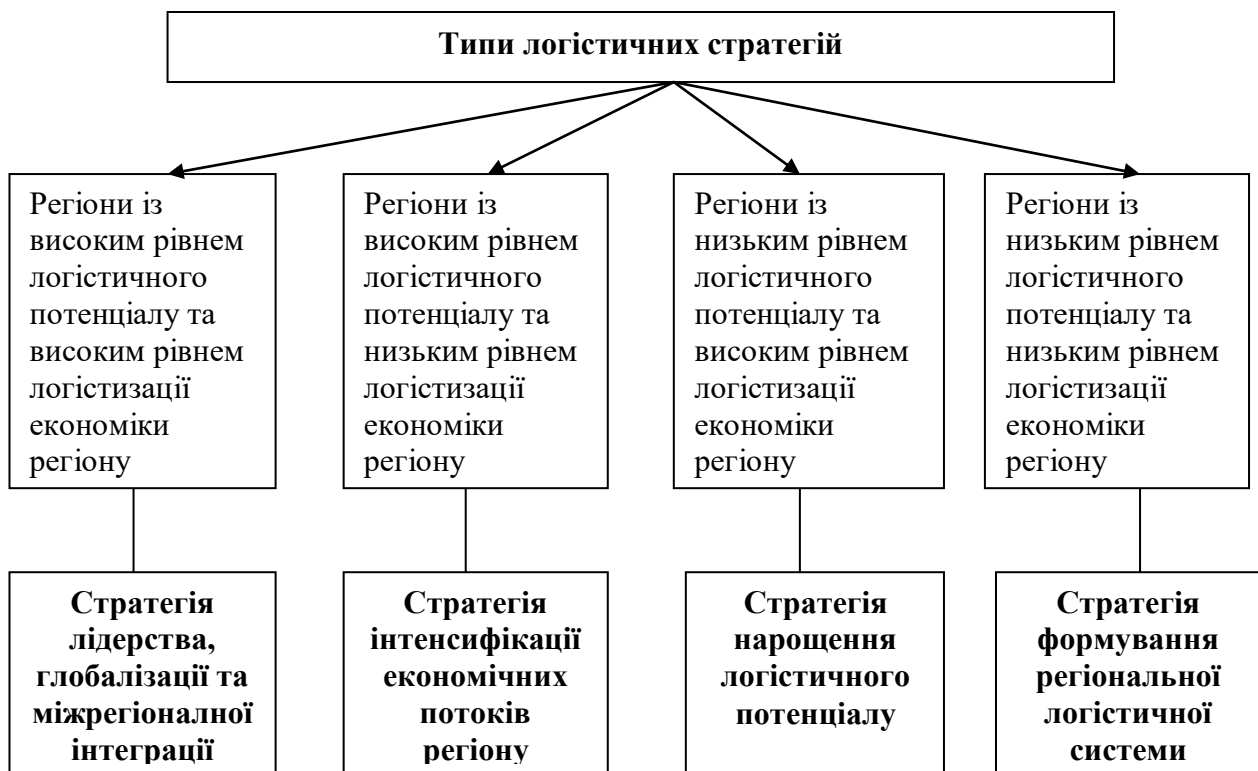 Типи логістичних стратегій
Регіони із
високим рівнем
логістичного
потенціалу та
високим рівнем
логістизації
економіки
регіону
Регіони із
високим рівнем
логістичного
потенціалу та
низьким рівнем
логістизації
економіки
регіону
Регіони із
низьким рівнем
логістичного
потенціалу та
високим рівнем
логістизації
економіки
регіону
Регіони із
низьким рівнем
логістичного
потенціалу та
низьким рівнем
логістизації
економіки
регіону
Стратегія
лідерства,
глобалізації та
міжрегіоналної
інтеграції
Стратегія
інтенсифікації
економічних
потоків
регіону
Стратегія
нарощення
логістичного
потенціалу
Стратегія
формування
регіональної
логістичної
системи